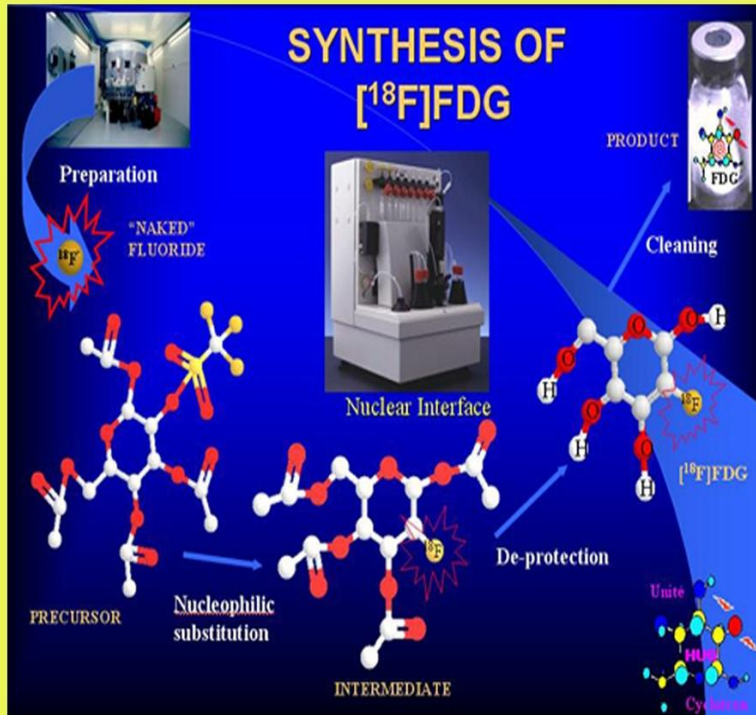 SYNTHESIS OF
[¹⁸F]FDG
Preparation
"NAKED"
FLUORIDE
¹⁸F⁻
PRODUCT
FDG
Cleaning
Nuclear Interface
O
O
H
O
H
O
H
O
H
¹⁸F
[¹⁸F]FDG
¹⁸F
De-protection
PRECURSOR
Nucleophilic
substitution
INTERMEDIATE
Unité
HUG
Cyclotron